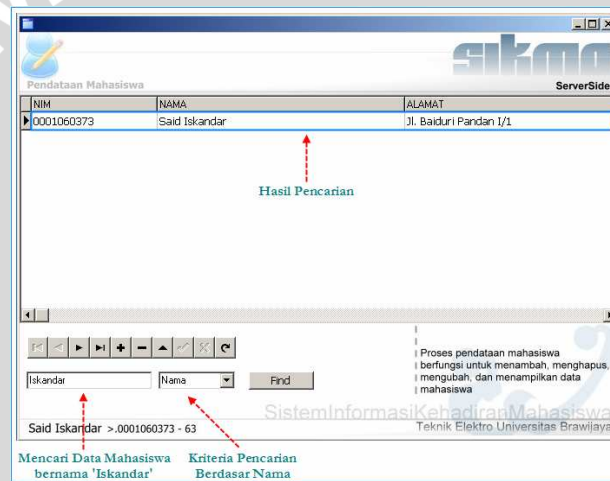 sikma
Pendataan Mahasiswa
ServerSide
NIM NAMA ALAMAT
0001060373 Said Iskandar Jl. Baiduri Pandan I/1
Hasil Pencarian
Iskandar Nama Find
Proses pendataan mahasiswa
berfungsi untuk menambah, menghapus,
mengubah, dan menampilkan data
mahasiswa
SistemInformasiKehadiranMahasiswa
Said Iskandar >.0001060373 - 63
Teknik Elektro Universitas Brawijaya
Mencari Data Mahasiswa
bernama 'Iskandar'
Kriteria Pencarian
Berdasar Nama